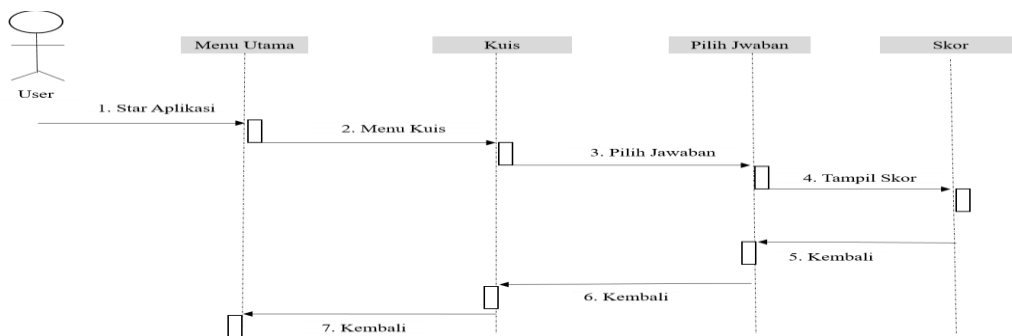 Menu Utama
Kuis
Pilih Jwaban
Skor
User
1. Star Aplikasi
2. Menu Kuis
3. Pilih Jawaban
4. Tampil Skor
5. Kembali
6. Kembali
7. Kembali